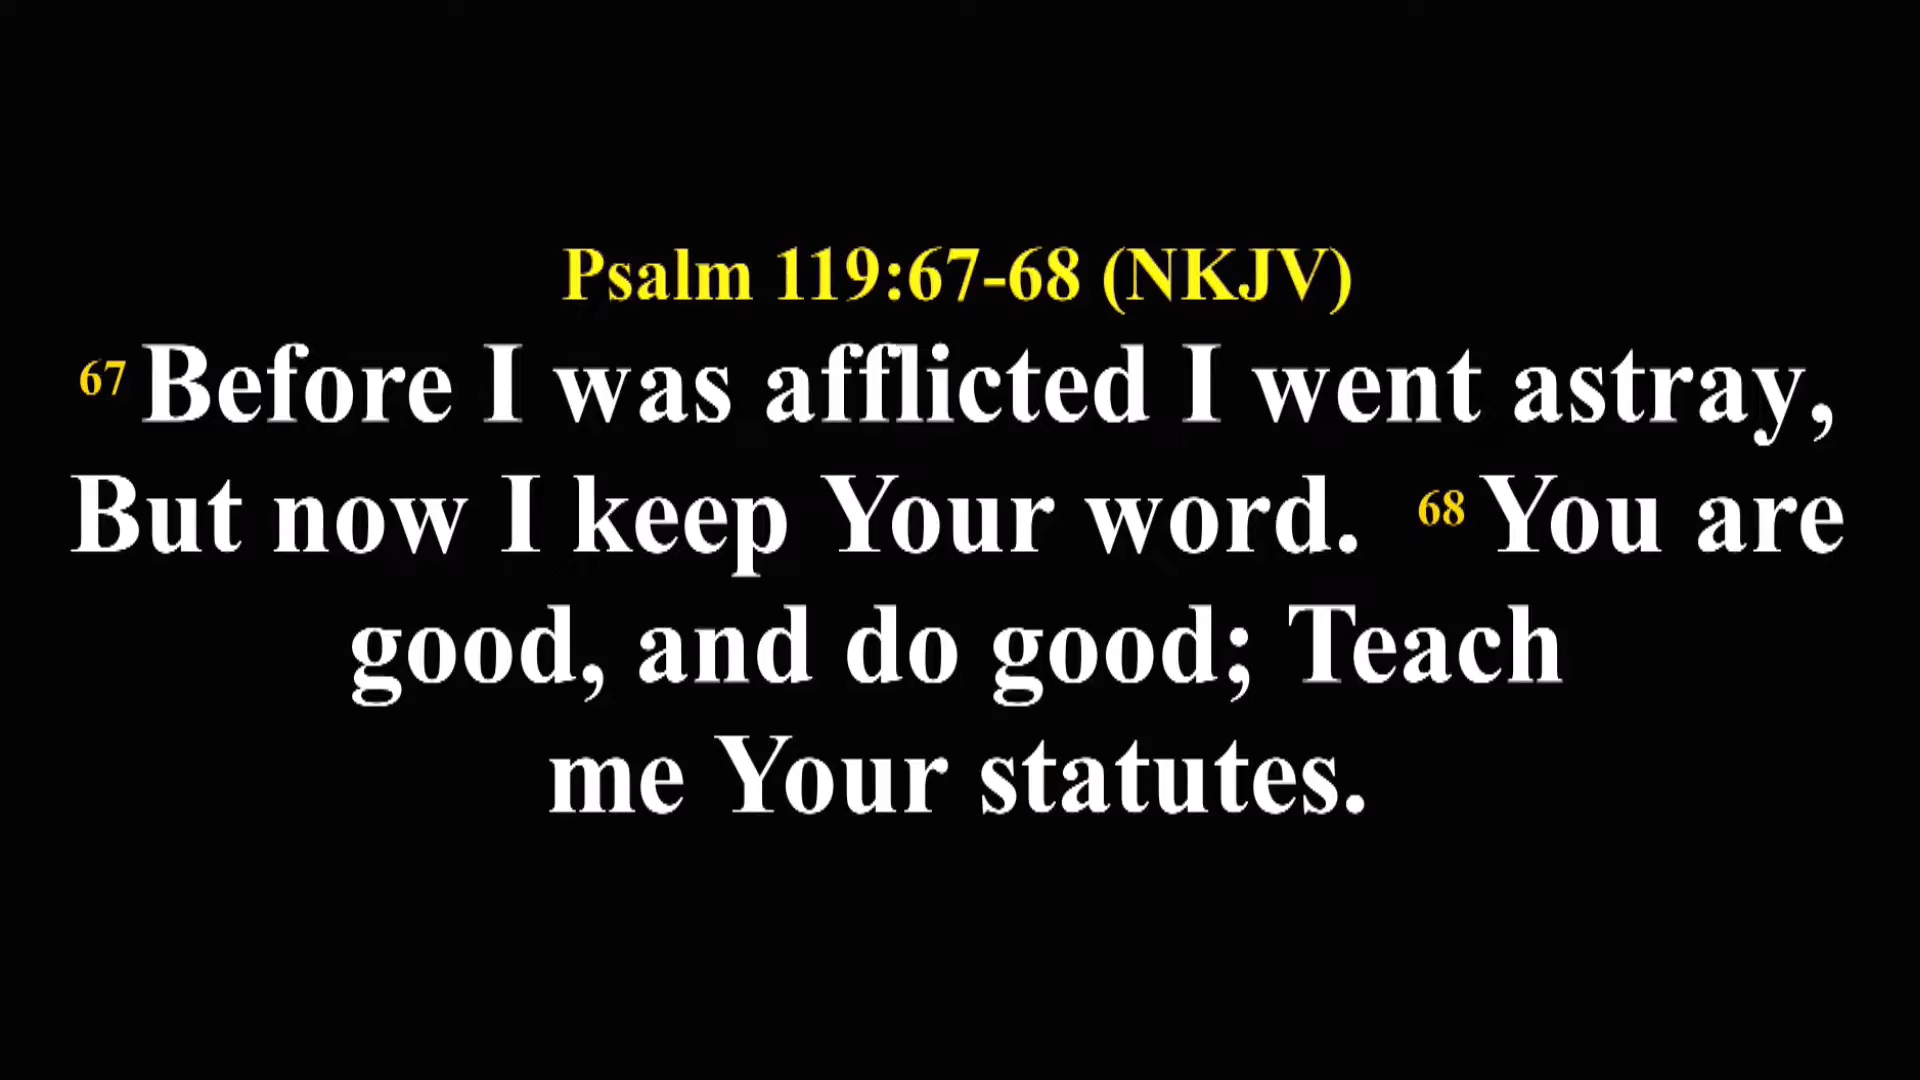 Psalm 119:67-68 (NKJV)
67 Before I was afflicted I went astray,
But now I keep Your word. 68 You are
good, and do good; Teach
me Your statutes.